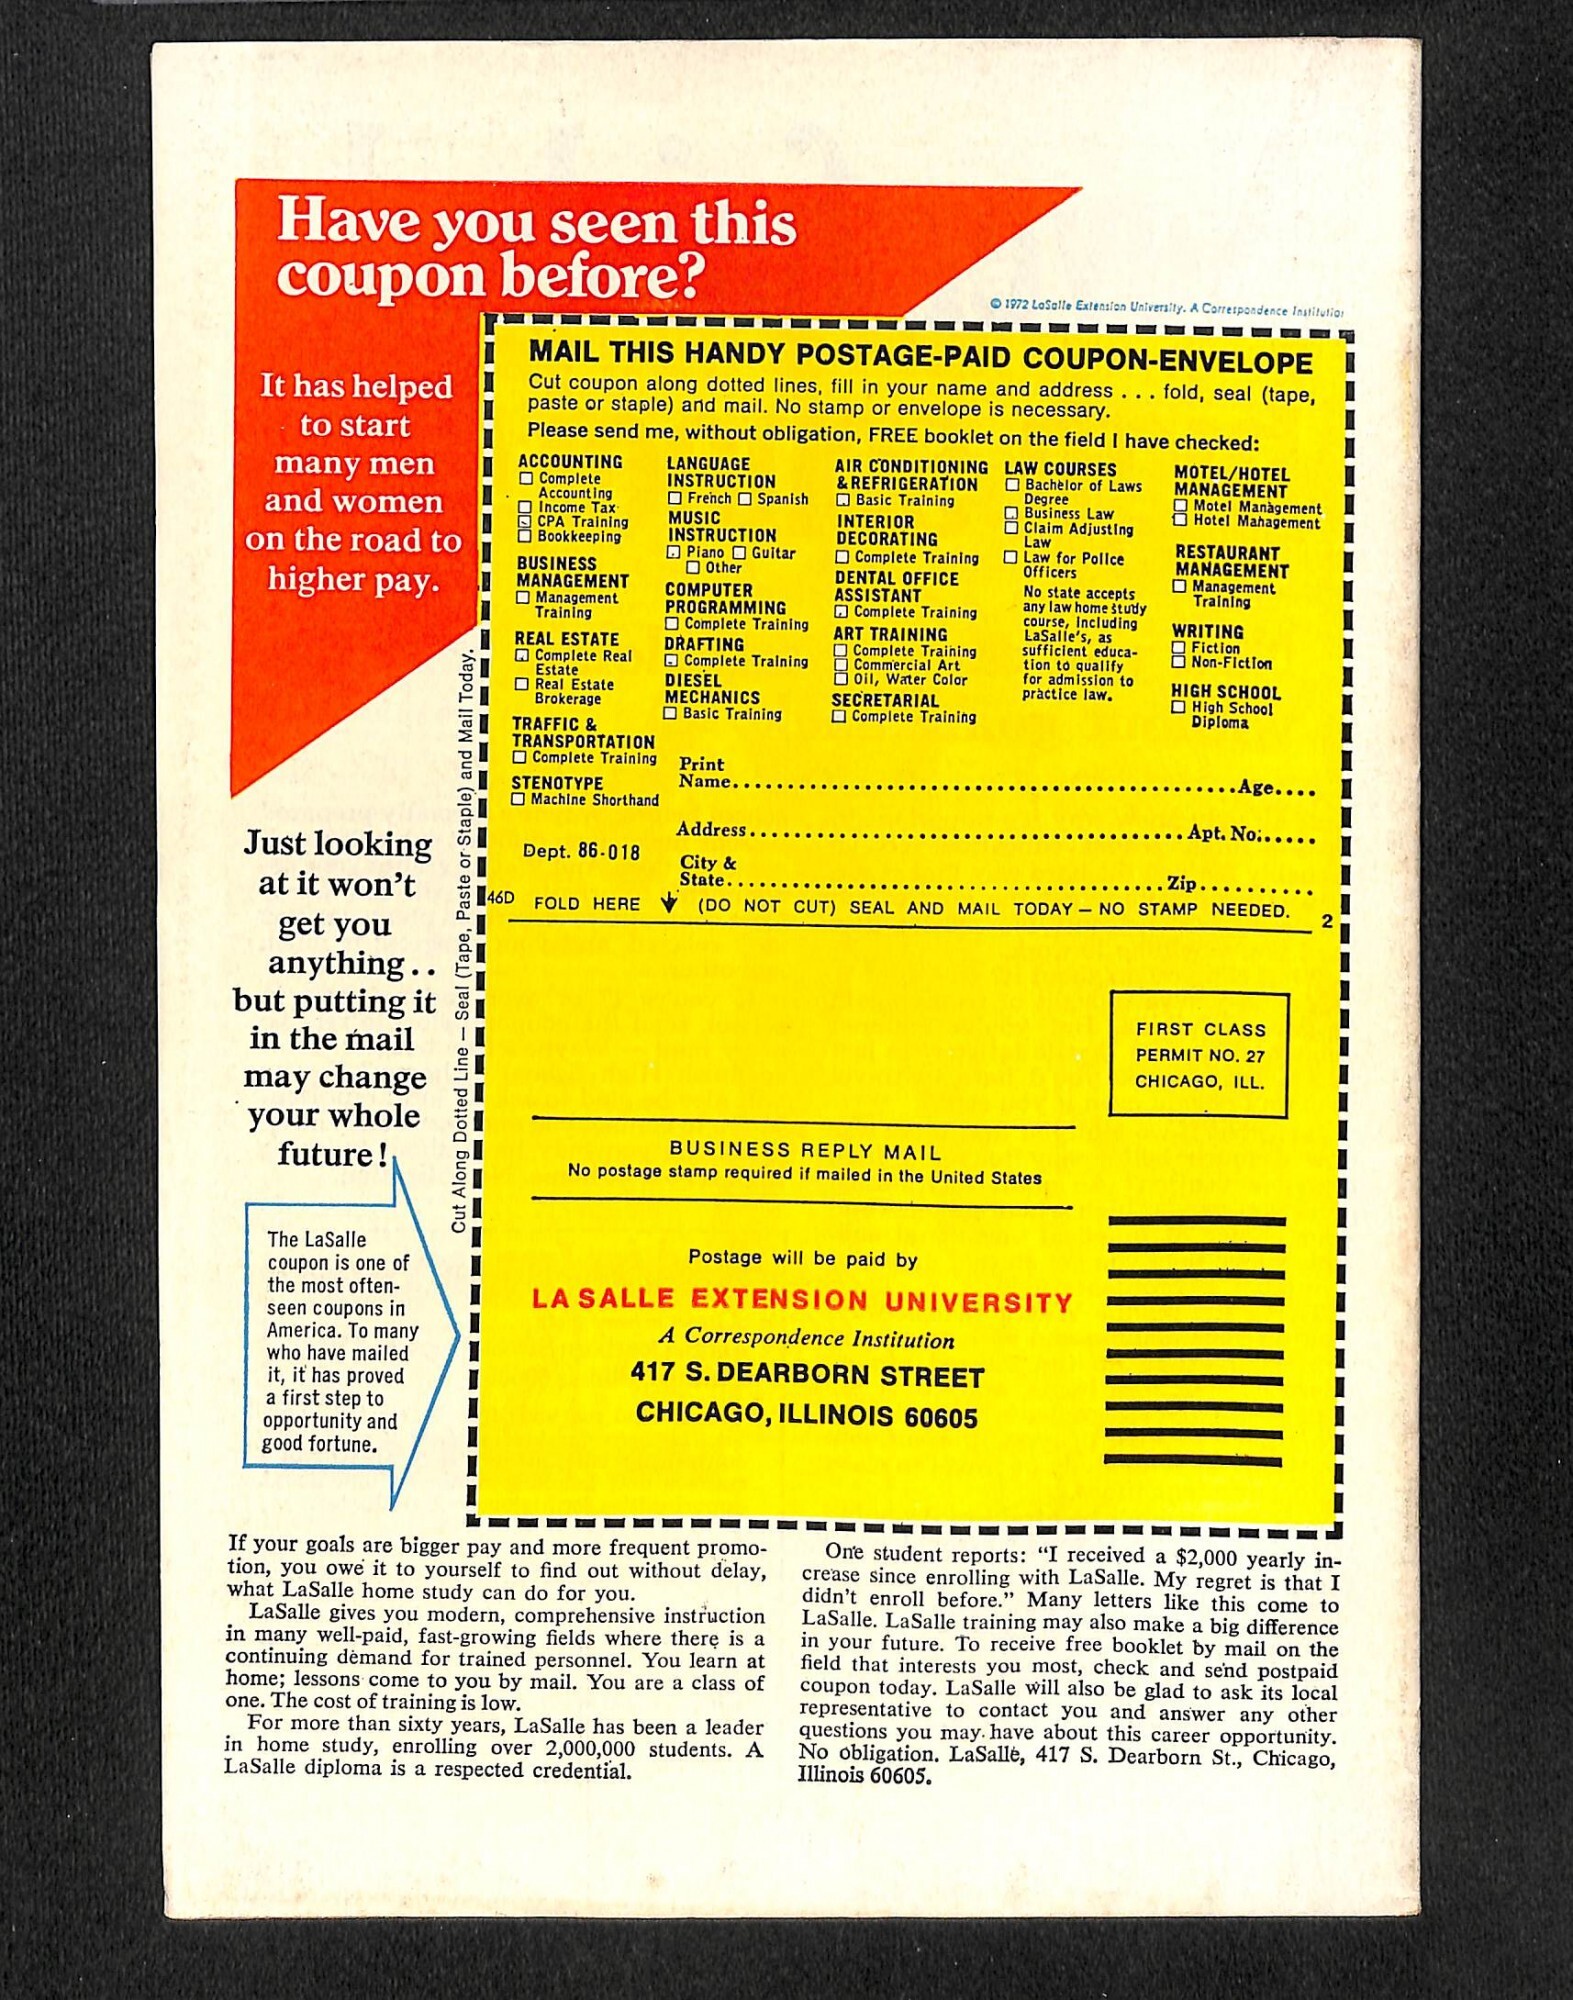 Have you seen this
coupon before?
It has helped
to start
many men
and women
on the road to
higher pay.
© 1972 LaSalle Extension University. A Correspondence Institution
MAIL THIS HANDY POSTAGE-PAID COUPON-ENVELOPE
Cut coupon along dotted lines, fill in your name and address . . . fold, seal (tape,
paste or staple) and mail. No stamp or envelope is necessary.
Please send me, without obligation, FREE booklet on the field I have checked:
ACCOUNTING
☐ Complete
Accounting
☐ Income Tax
☐ CPA Training
☐ Bookkeeping
BUSINESS
MANAGEMENT
☐ Management
Training
REAL ESTATE
☐ Complete Real
Estate
☐ Real Estate
Brokerage
TRAFFIC &
TRANSPORTATION
☐ Complete Training
STENOTYPE
☐ Machine Shorthand
LANGUAGE
INSTRUCTION
☐ French ☐ Spanish
MUSIC
INSTRUCTION
☐ Piano ☐ Guitar
☐ Other
COMPUTER
PROGRAMMING
☐ Complete Training
DRAFTING
☐ Complete Training
DIESEL
MECHANICS
☐ Basic Training
AIR CONDITIONING
& REFRIGERATION
☐ Basic Training
INTERIOR
DECORATING
☐ Complete Training
DENTAL OFFICE
ASSISTANT
☐ Complete Training
ART TRAINING
☐ Complete Training
☐ Commercial Art
☐ Oil, Water Color
SECRETARIAL
☐ Complete Training
LAW COURSES
☐ Bachelor of Laws
Degree
☐ Business Law
☐ Claim Adjusting
Law
☐ Law for Police
Officers
No state accepts
any law home study
course, including
LaSalle's, as
sufficient educa-
tion to qualify
for admission to
practice law.
MOTEL/HOTEL
MANAGEMENT
☐ Motel Management
☐ Hotel Management
RESTAURANT
MANAGEMENT
☐ Management
Training
WRITING
☐ Fiction
☐ Non-Fiction
HIGH SCHOOL
☐ High School
Diploma
Print
Name........................................Age....
Address........................................Apt. No:.....
Dept. 86-018
City &
State........................................Zip..........
46D FOLD HERE ↓ (DO NOT CUT) SEAL AND MAIL TODAY — NO STAMP NEEDED. 2
Cut Along Dotted Line — Seal (Tape, Paste or Staple) and Mail Today.
Just looking
at it won't
get you
anything..
but putting it
in the mail
may change
your whole
future!
The LaSalle
coupon is one of
the most often-
seen coupons in
America. To many
who have mailed
it, it has proved
a first step to
opportunity and
good fortune.
FIRST CLASS
PERMIT NO. 27
CHICAGO, ILL.
BUSINESS REPLY MAIL
No postage stamp required if mailed in the United States
Postage will be paid by
LA SALLE EXTENSION UNIVERSITY
A Correspondence Institution
417 S. DEARBORN STREET
CHICAGO, ILLINOIS 60605
If your goals are bigger pay and more frequent promo-
tion, you owe it to yourself to find out without delay,
what LaSalle home study can do for you.
LaSalle gives you modern, comprehensive instruction
in many well-paid, fast-growing fields where there is a
continuing demand for trained personnel. You learn at
home; lessons come to you by mail. You are a class of
one. The cost of training is low.
For more than sixty years, LaSalle has been a leader
in home study, enrolling over 2,000,000 students. A
LaSalle diploma is a respected credential.
One student reports: "I received a $2,000 yearly in-
crease since enrolling with LaSalle. My regret is that I
didn't enroll before." Many letters like this come to
LaSalle. LaSalle training may also make a big difference
in your future. To receive free booklet by mail on the
field that interests you most, check and send postpaid
coupon today. LaSalle will also be glad to ask its local
representative to contact you and answer any other
questions you may have about this career opportunity.
No obligation. LaSalle, 417 S. Dearborn St., Chicago,
Illinois 60605.